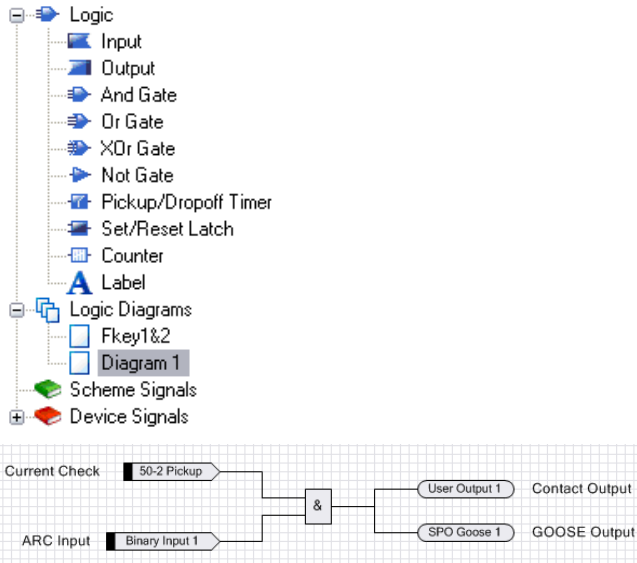 Logic
Input
Output
And Gate
Or Gate
XOr Gate
Not Gate
Pickup/Dropoff Timer
Set/Reset Latch
Counter
A Label
Logic Diagrams
Fkey1&2
Diagram 1
Scheme Signals
Device Signals
Current Check 50-2 Pickup
User Output 1 Contact Output
&
ARC Input Binary Input 1
SPO Goose 1 GOOSE Output